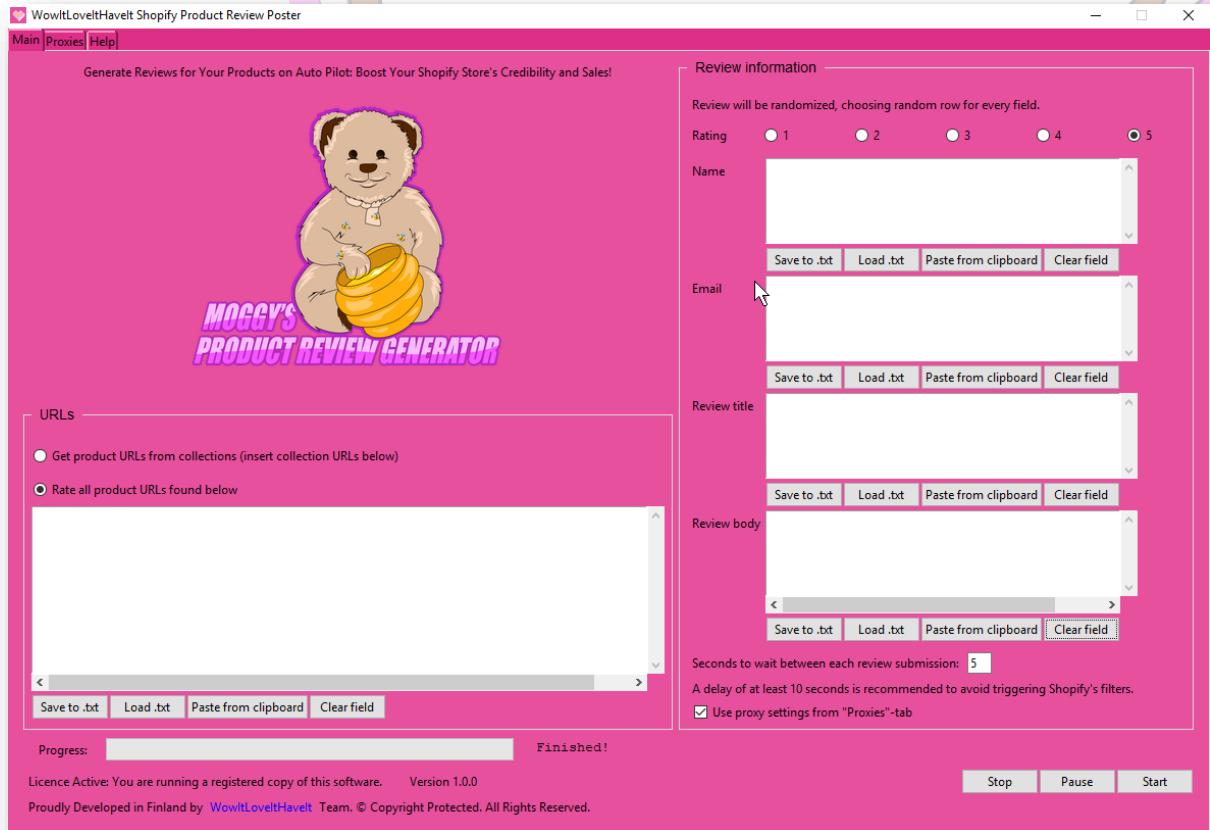 WowItLoveItHaveIt Shopify Product Review Poster
Main Proxies Help
Generate Reviews for Your Products on Auto Pilot: Boost Your Shopify Store's Credibility and Sales!
MOGGY'S
PRODUCT REVIEW GENERATOR
URLs
Get product URLs from collections (insert collection URLs below)
Rate all product URLs found below
Save to .txt Load .txt Paste from clipboard Clear field
Review information
Review will be randomized, choosing random row for every field.
Rating 1 2 3 4 5
Name
Save to .txt Load .txt Paste from clipboard Clear field
Email
Save to .txt Load .txt Paste from clipboard Clear field
Review title
Save to .txt Load .txt Paste from clipboard Clear field
Review body
Save to .txt Load .txt Paste from clipboard Clear field
Seconds to wait between each review submission: 5
A delay of at least 10 seconds is recommended to avoid triggering Shopify's filters.
Use proxy settings from "Proxies"-tab
Progress: Finished!
Licence Active: You are running a registered copy of this software. Version 1.0.0
Proudly Developed in Finland by WowItLoveItHaveIt Team. © Copyright Protected. All Rights Reserved.
Stop Pause Start